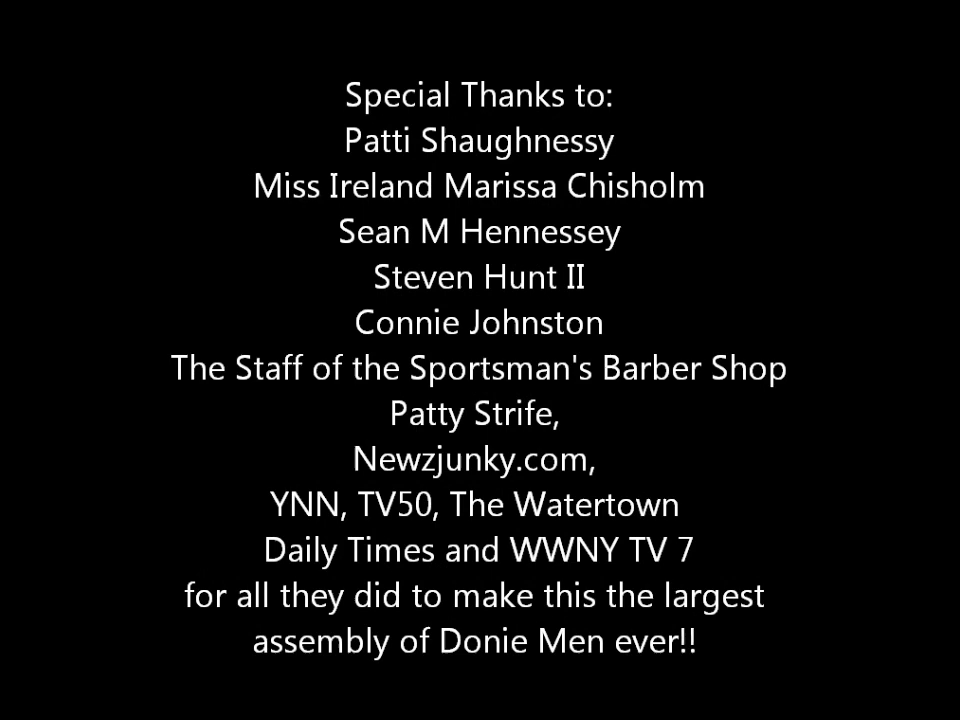 Special Thanks to:
Patti Shaughnessy
Miss Ireland Marissa Chisholm
Sean M Hennessey
Steven Hunt II
Connie Johnston
The Staff of the Sportsman's Barber Shop
Patty Strife,
Newzjunky.com,
YNN, TV50, The Watertown
Daily Times and WWNY TV 7
for all they did to make this the largest
assembly of Donie Men ever!!